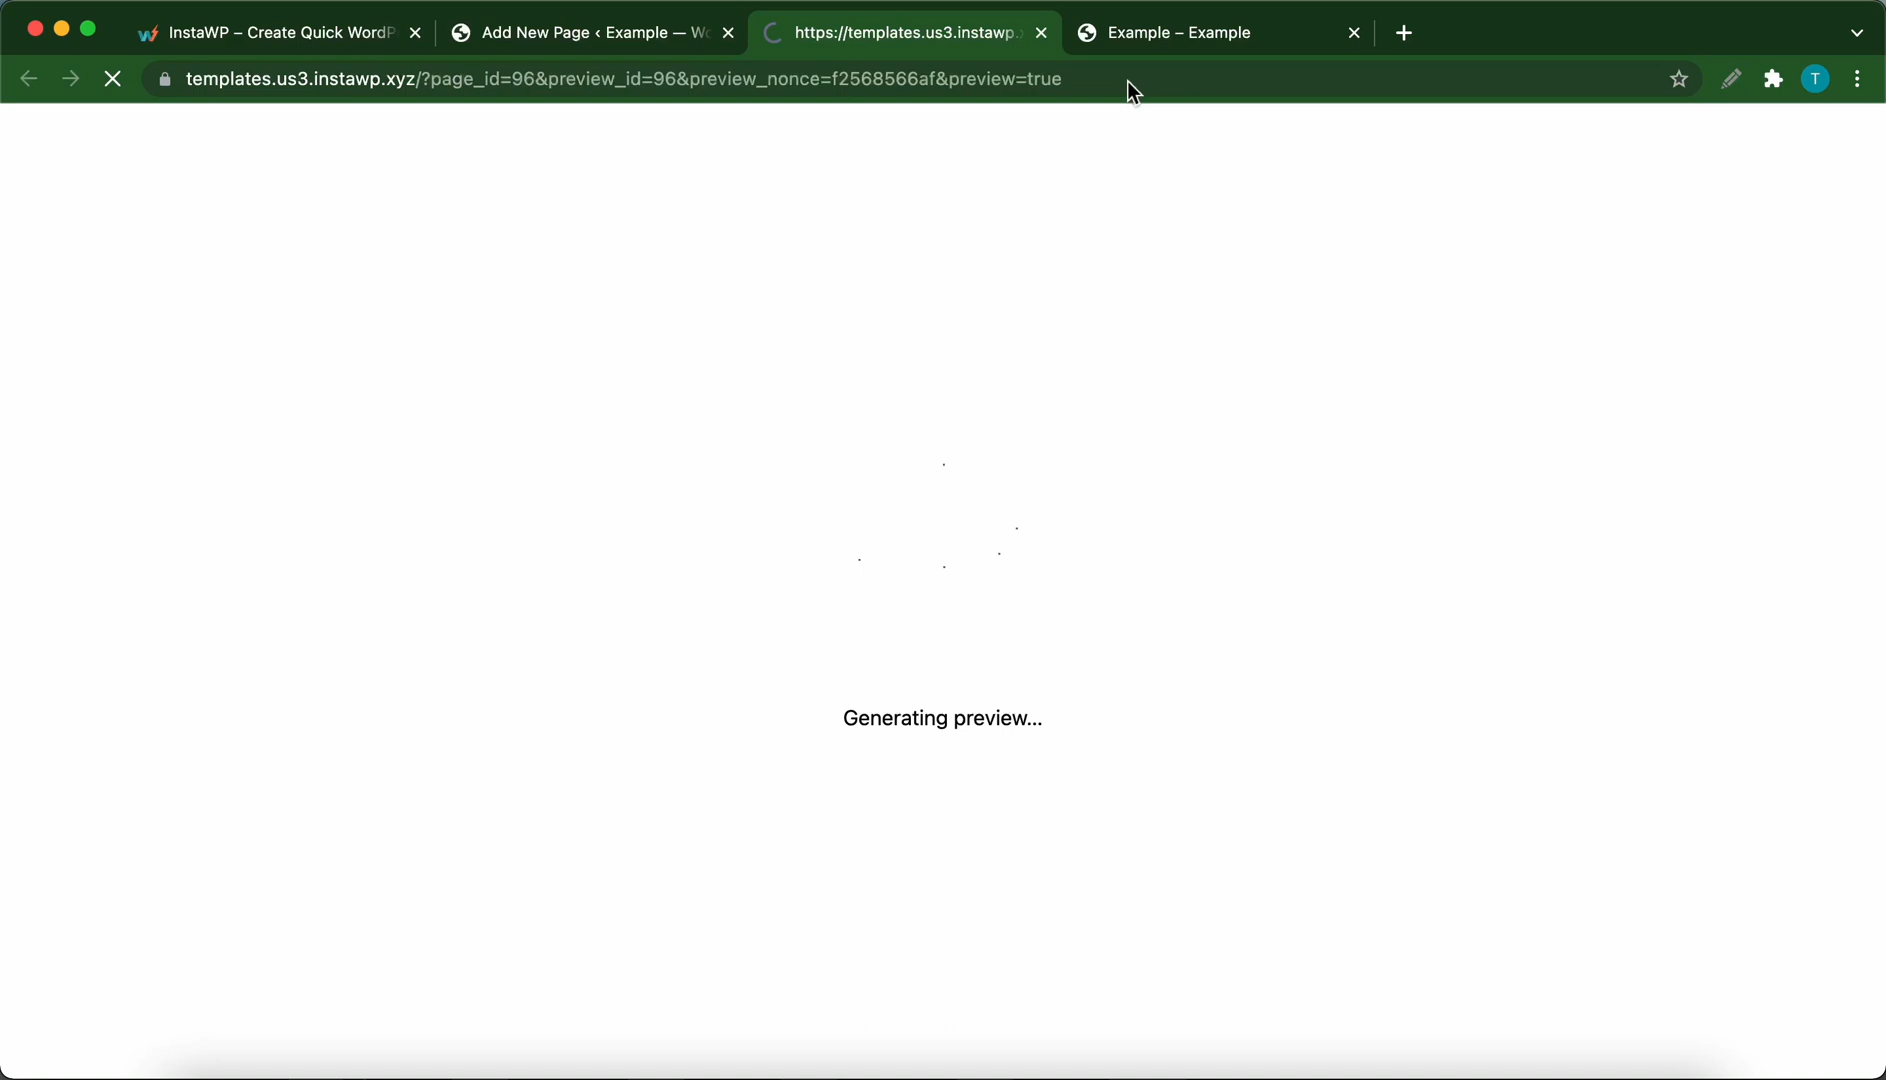 InstaWP – Create Quick WordP
Add New Page ‹ Example — Wo
https://templates.us3.instawp.x
Example – Example
templates.us3.instawp.xyz/?page_id=96&preview_id=96&preview_nonce=f2568566af&preview=true
T
Generating preview...